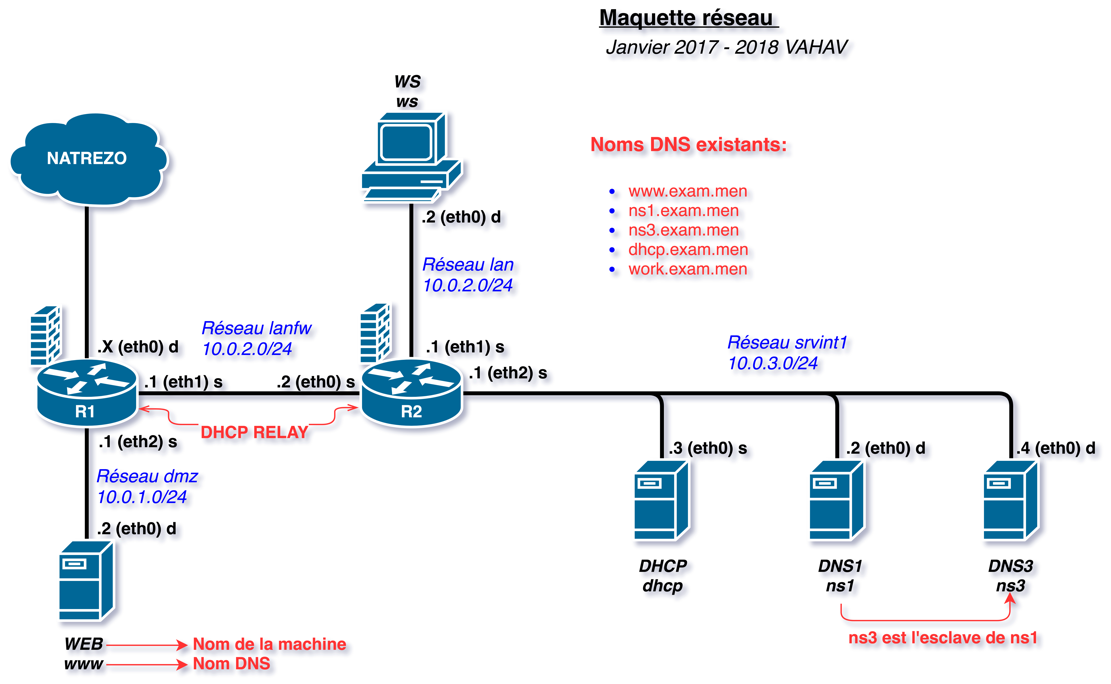 Maquette réseau
Janvier 2017 - 2018 VAHAV
WS
ws
NATREZO
Noms DNS existants:
www.exam.men
ns1.exam.men
ns3.exam.men
dhcp.exam.men
work.exam.men
.2 (eth0) d
Réseau lan
10.0.2.0/24
Réseau lanfw
10.0.2.0/24
Réseau srvint1
10.0.3.0/24
.X (eth0) d
.1 (eth1) s
.2 (eth0) s
.1 (eth1) s
.1 (eth2) s
R1
R2
DHCP RELAY
.1 (eth2) s
Réseau dmz
10.0.1.0/24
.2 (eth0) d
.3 (eth0) s
.2 (eth0) d
.4 (eth0) d
DHCP
dhcp
DNS1
ns1
DNS3
ns3
ns3 est l'esclave de ns1
WEB
Nom de la machine
www
Nom DNS